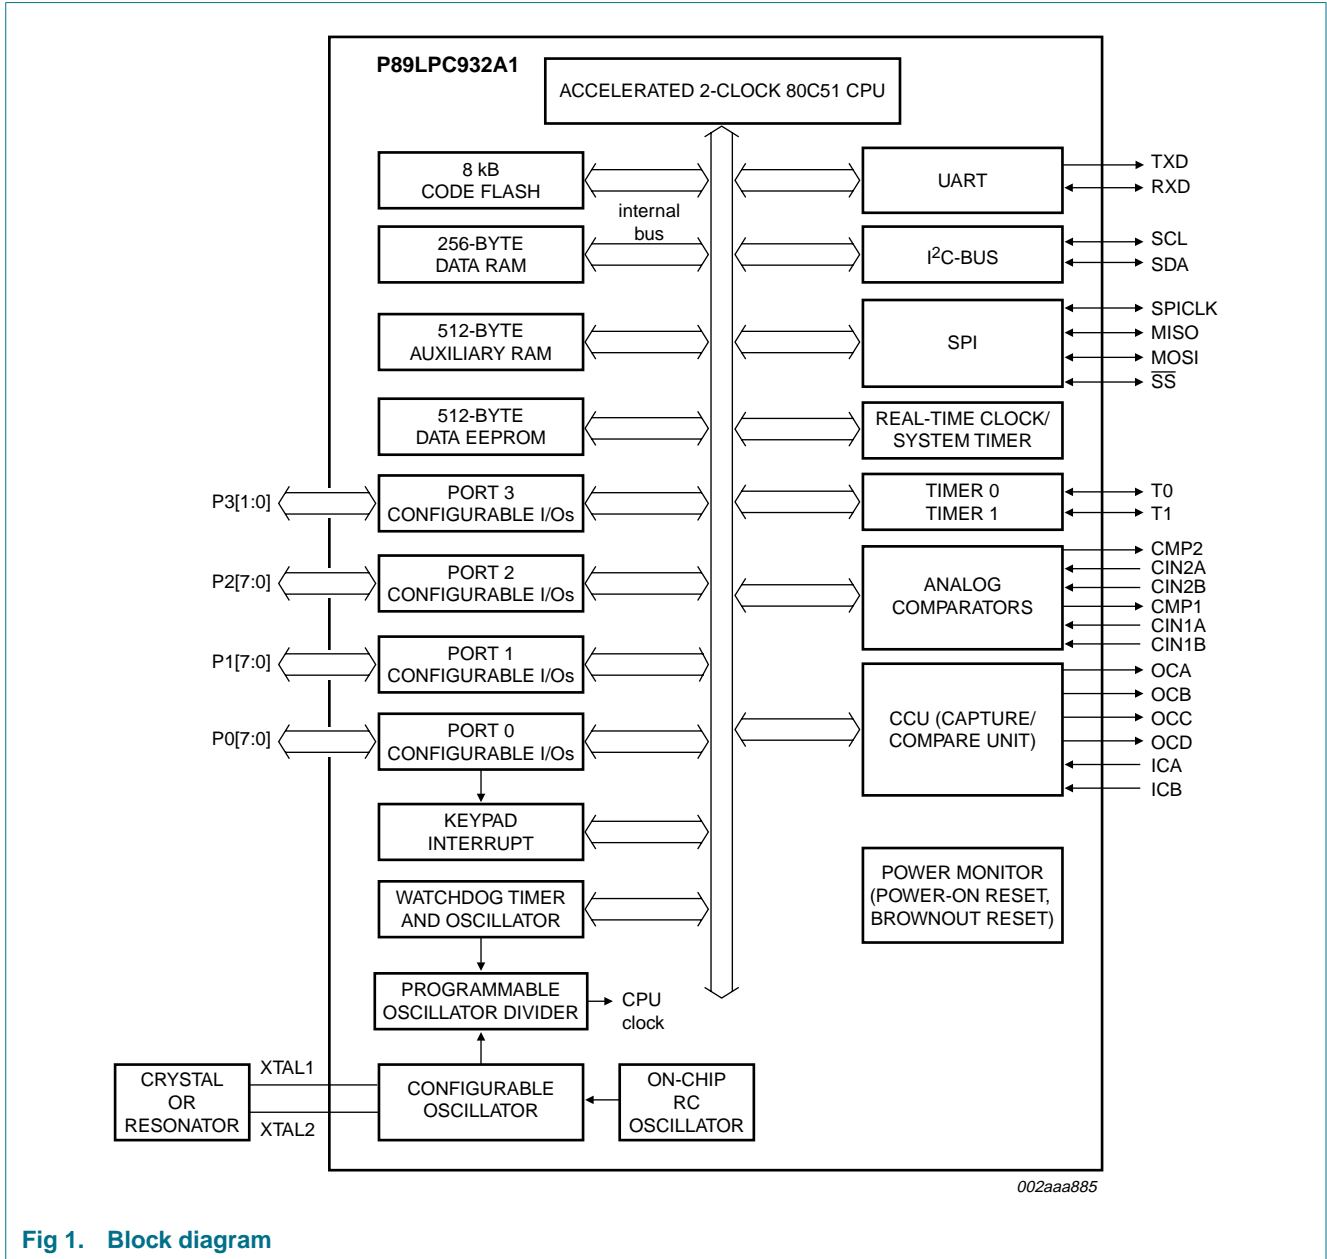 P89LPC932A1
ACCELERATED 2-CLOCK 80C51 CPU
8 kB
CODE FLASH
internal
bus
256-BYTE
DATA RAM
512-BYTE
AUXILIARY RAM
512-BYTE
DATA EEPROM
P3[1:0]
PORT 3
CONFIGURABLE I/Os
P2[7:0]
PORT 2
CONFIGURABLE I/Os
P1[7:0]
PORT 1
CONFIGURABLE I/Os
P0[7:0]
PORT 0
CONFIGURABLE I/Os
KEYPAD
INTERRUPT
WATCHDOG TIMER
AND OSCILLATOR
PROGRAMMABLE
OSCILLATOR DIVIDER
CPU
clock
CRYSTAL
OR
RESONATOR
XTAL1
XTAL2
CONFIGURABLE
OSCILLATOR
ON-CHIP
RC
OSCILLATOR
UART
TXD
RXD
I²C-BUS
SCL
SDA
SPI
SPICLK
MISO
MOSI
S̅S̅
REAL-TIME CLOCK/
SYSTEM TIMER
TIMER 0
TIMER 1
T0
T1
ANALOG
COMPARATORS
CMP2
CIN2A
CIN2B
CMP1
CIN1A
CIN1B
CCU (CAPTURE/
COMPARE UNIT)
OCA
OCB
OCC
OCD
ICA
ICB
POWER MONITOR
(POWER-ON RESET,
BROWNOUT RESET)
002aaa885
Fig 1. Block diagram